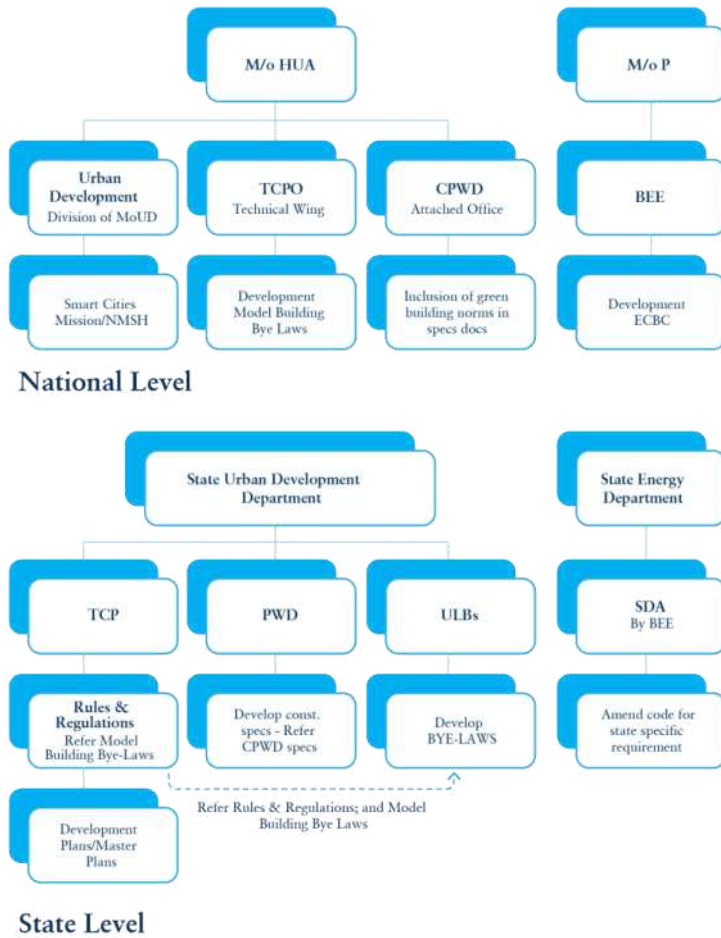 M/o HUA
M/o P
Urban
Development
Division of MoUD
TCPO
Technical Wing
CPWD
Attached Office
BEE
Smart Cities
Mission/NMSH
Development
Model Building
Bye Laws
Inclusion of green
building norms in
specs docs
Development
ECBC
National Level
State Urban Development
Department
State Energy
Department
TCP
PWD
ULBs
SDA
By BEE
Rules &
Regulations
Refer Model
Building Bye-Laws
Develop const.
specs - Refer
CPWD specs
Develop
BYE-LAWS
Amend code for
state specific
requirement
Refer Rules & Regulations; and Model
Building Bye Laws
Development
Plans/Master
Plans
State Level